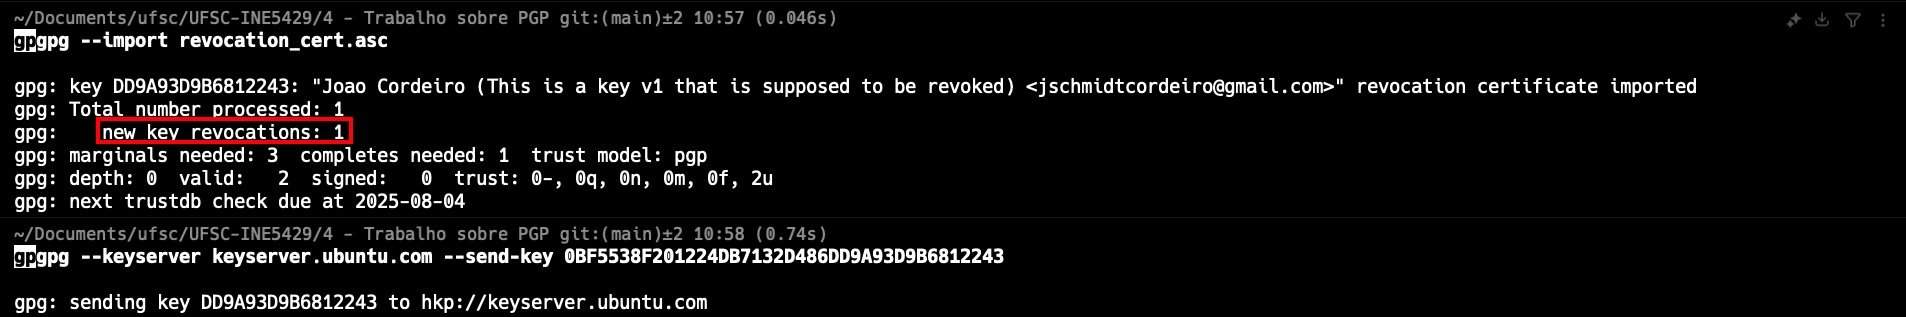 ~/Documents/ufsc/UFSC-INE5429/4 - Trabalho sobre PGP git:(main)±2 10:57 (0.046s)
gpgpg --import revocation_cert.asc
gpg: key DD9A93D9B6812243: "Joao Cordeiro (This is a key v1 that is supposed to be revoked) <jschmidtcordeiro@gmail.com>" revocation certificate imported
gpg: Total number processed: 1
gpg:    new key revocations: 1
gpg: marginals needed: 3  completes needed: 1  trust model: pgp
gpg: depth: 0  valid:   2  signed:   0  trust: 0-, 0q, 0n, 0m, 0f, 2u
gpg: next trustdb check due at 2025-08-04
~/Documents/ufsc/UFSC-INE5429/4 - Trabalho sobre PGP git:(main)±2 10:58 (0.74s)
gpgpg --keyserver keyserver.ubuntu.com --send-key 0BF5538F201224DB7132D486DD9A93D9B6812243
gpg: sending key DD9A93D9B6812243 to hkp://keyserver.ubuntu.com